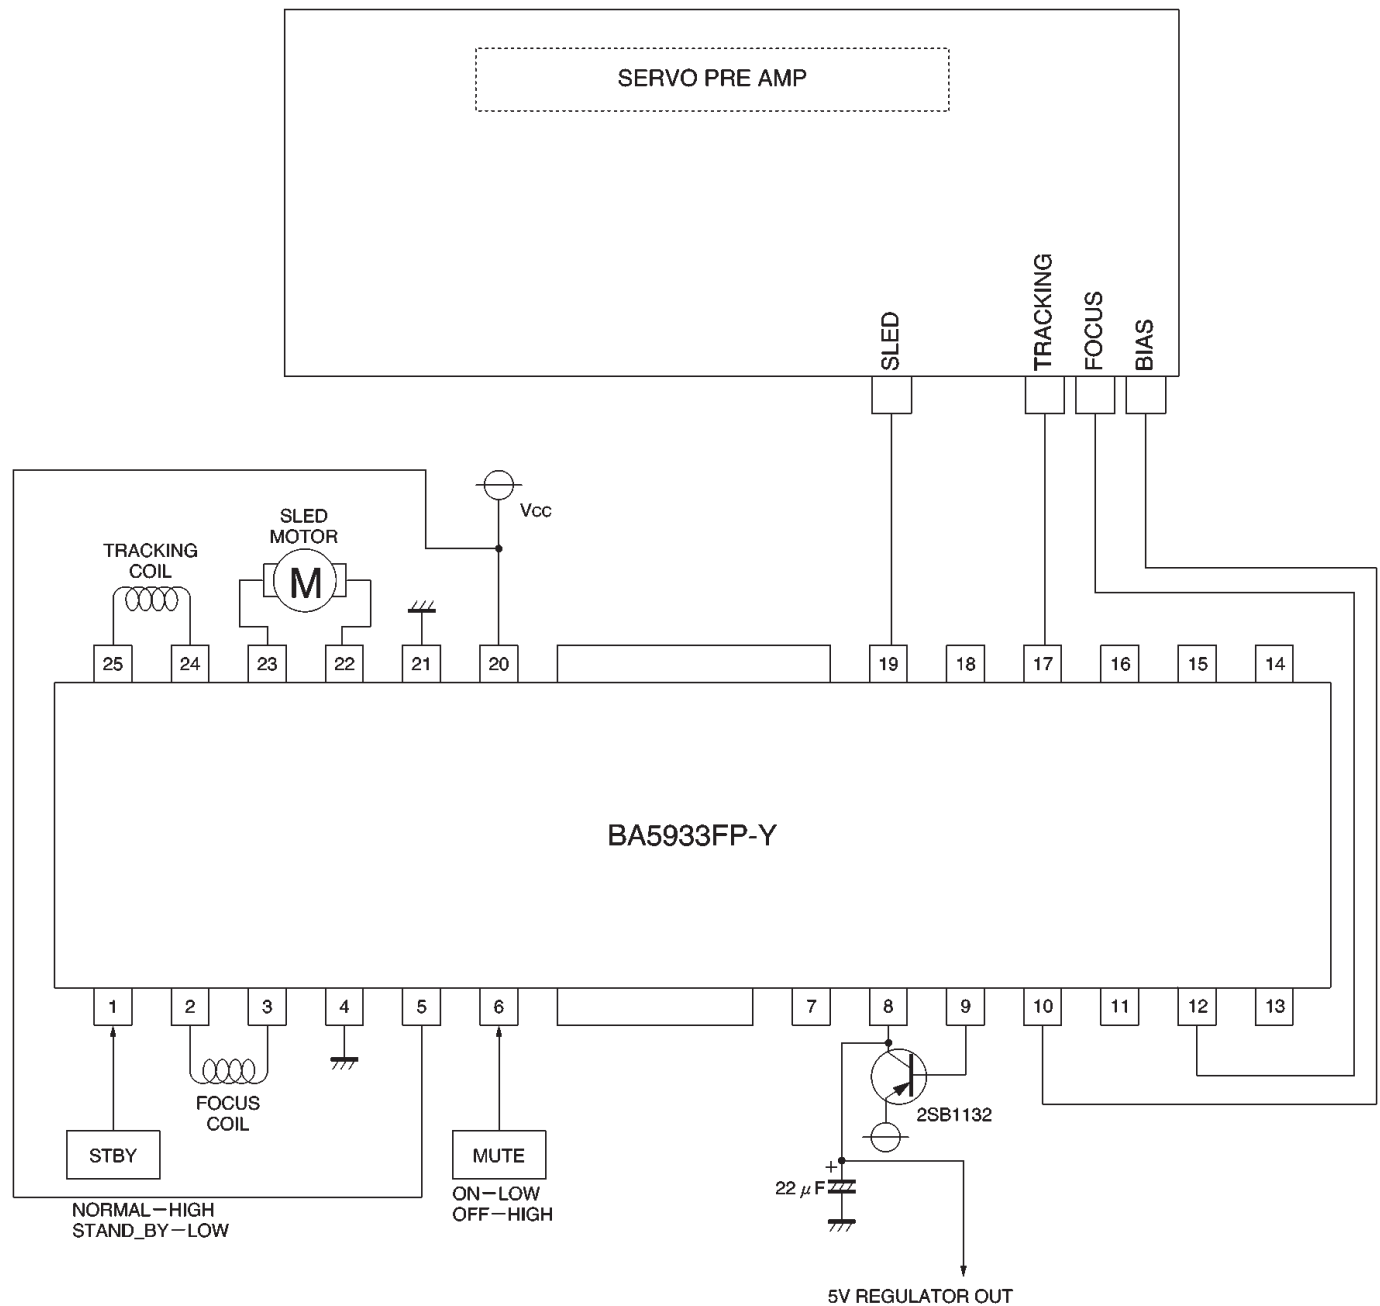 SERVO PRE AMP
SLED
TRACKING
FOCUS
BIAS
Vcc
SLED
MOTOR
M
TRACKING
COIL
25 24 23 22 21 20 19 18 17 16 15 14
BA5933FP-Y
1 2 3 4 5 6 7 8 9 10 11 12 13
FOCUS
COIL
2SB1132
STBY
MUTE
NORMAL−HIGH
STAND_BY−LOW
ON−LOW
OFF−HIGH
+
22 μF
5V REGULATOR OUT